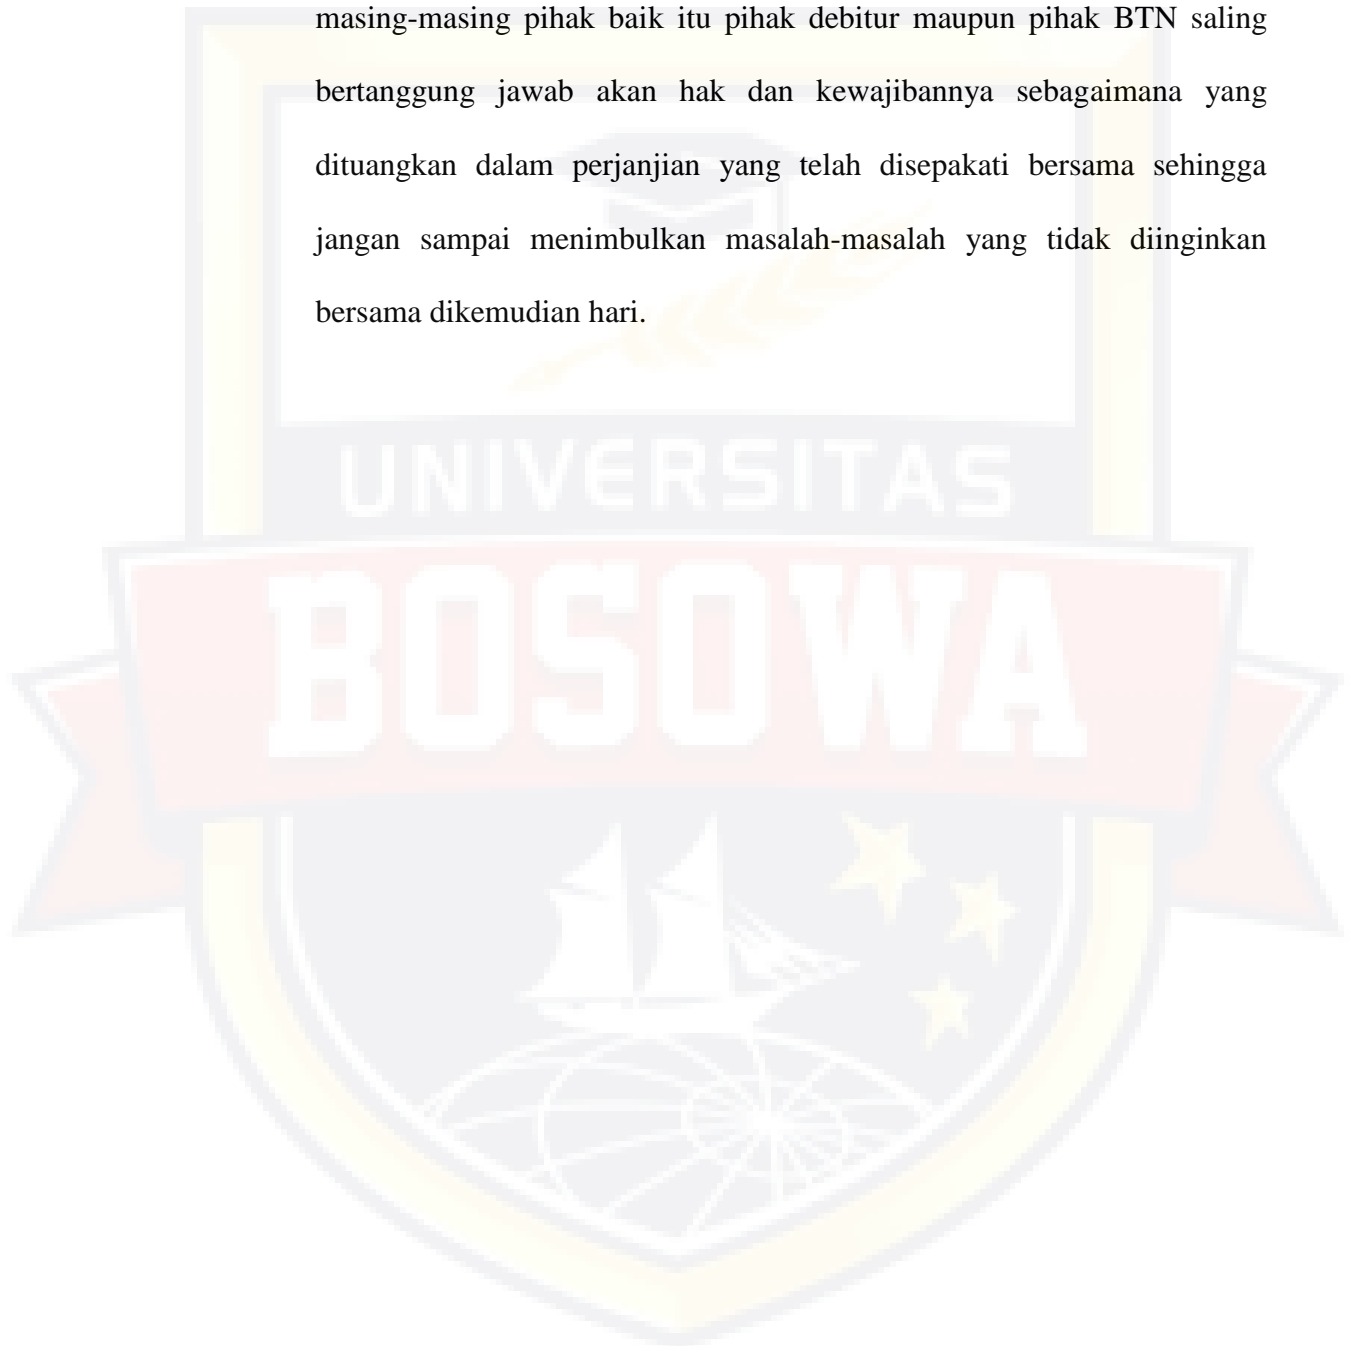 masing-masing pihak baik itu pihak debitur maupun pihak BTN saling
bertanggung jawab akan hak dan kewajibannya sebagaimana yang
dituangkan dalam perjanjian yang telah disepakati bersama sehingga
jangan sampai menimbulkan masalah-masalah yang tidak diinginkan
bersama dikemudian hari.
UNIVERSITAS
BOSOWA